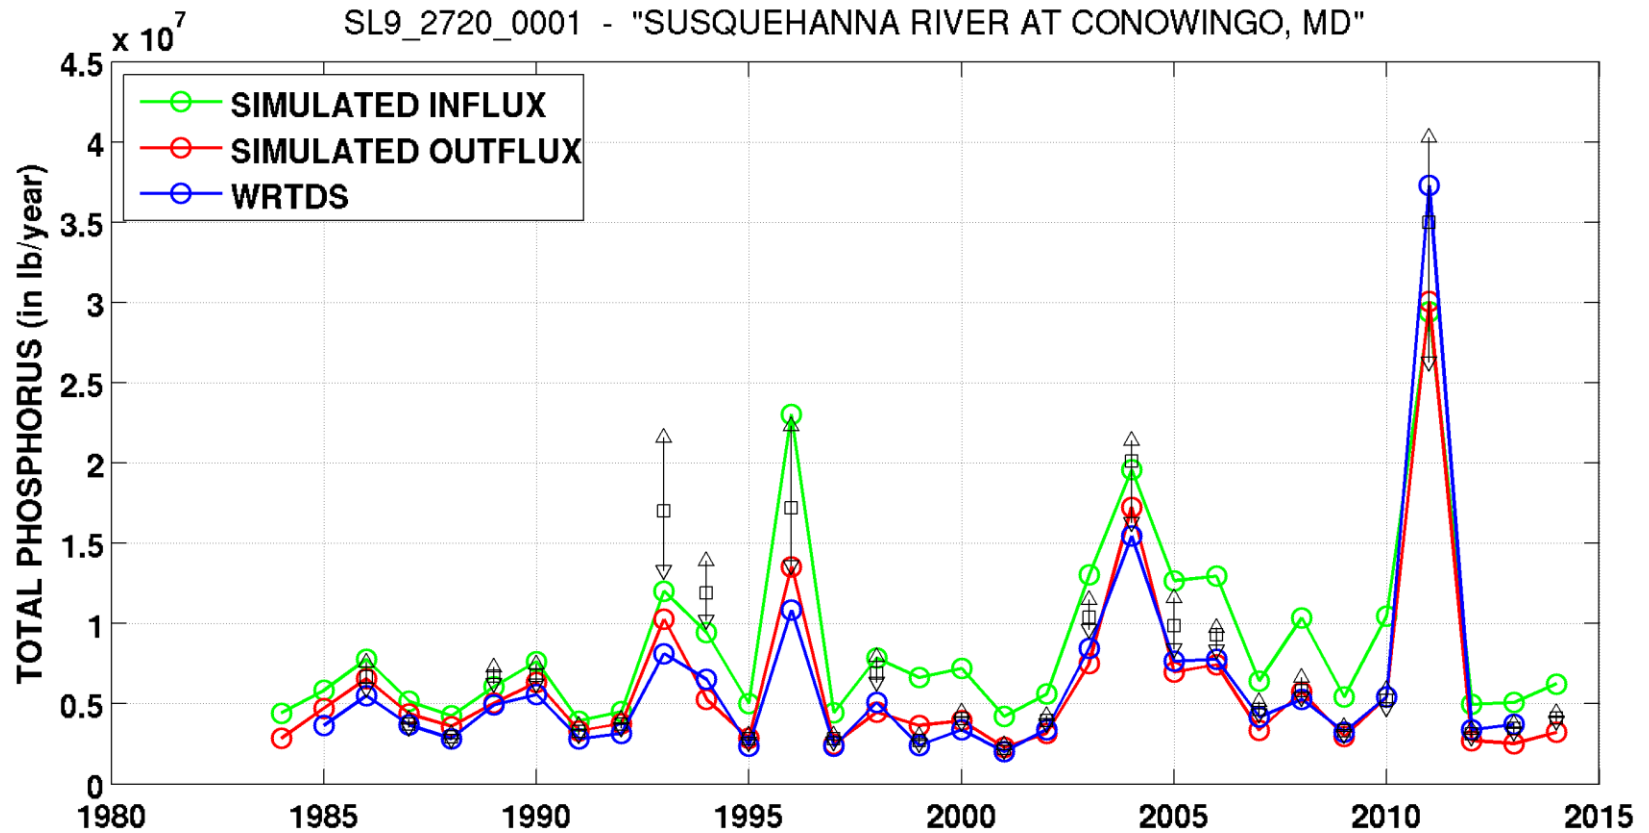 SL9_2720_0001 - "SUSQUEHANNA RIVER AT CONOWINGO, MD"
x 10^7
4.5
4
3.5
3
2.5
2
1.5
1
0.5
0
TOTAL PHOSPHORUS (in lb/year)
SIMULATED INFLUX
SIMULATED OUTFLUX
WRTDS
1980 1985 1990 1995 2000 2005 2010 2015